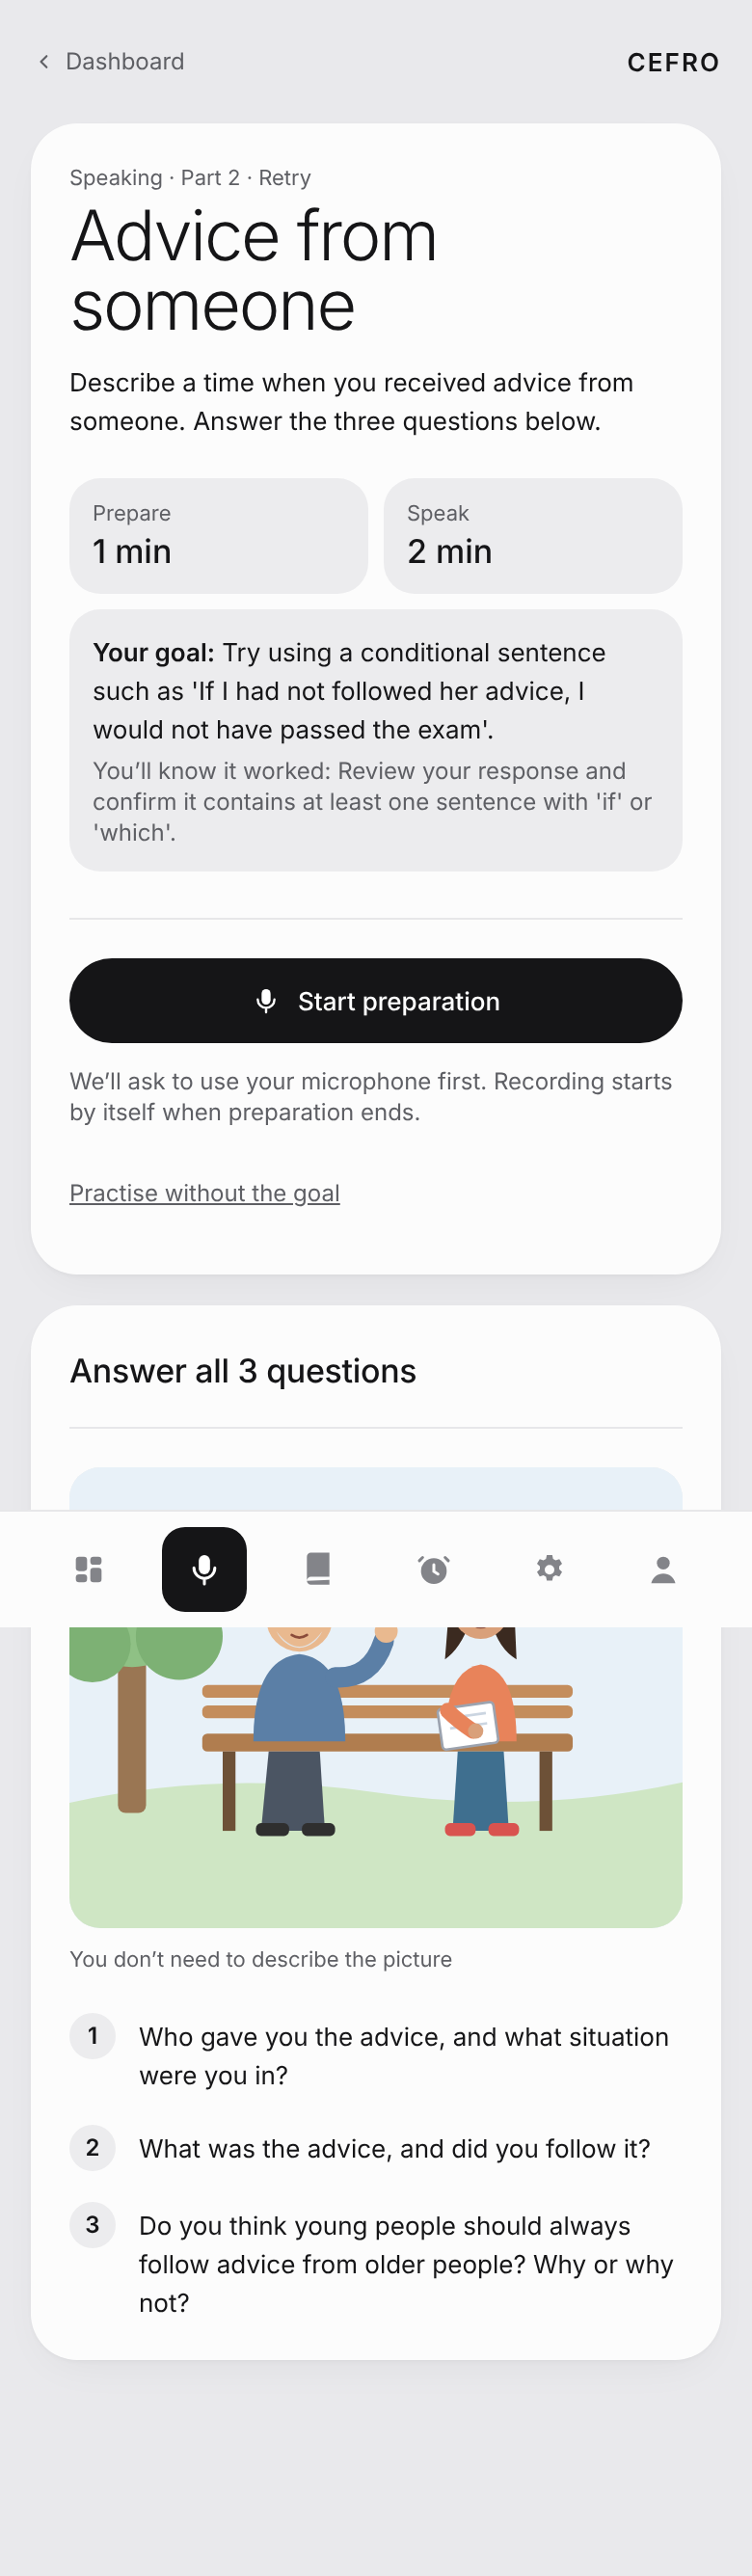 Dashboard
CEFRO
Speaking · Part 2 · Retry
Advice from
someone
Describe a time when you received advice from
someone. Answer the three questions below.
Prepare
1 min
Speak
2 min
Your goal: Try using a conditional sentence
such as 'If I had not followed her advice, I
would not have passed the exam'.
You’ll know it worked: Review your response and
confirm it contains at least one sentence with 'if' or
'which'.
Start preparation
We’ll ask to use your microphone first. Recording starts
by itself when preparation ends.
Practise without the goal
Answer all 3 questions
You don’t need to describe the picture
1 Who gave you the advice, and what situation
were you in?
2 What was the advice, and did you follow it?
3 Do you think young people should always
follow advice from older people? Why or why
not?